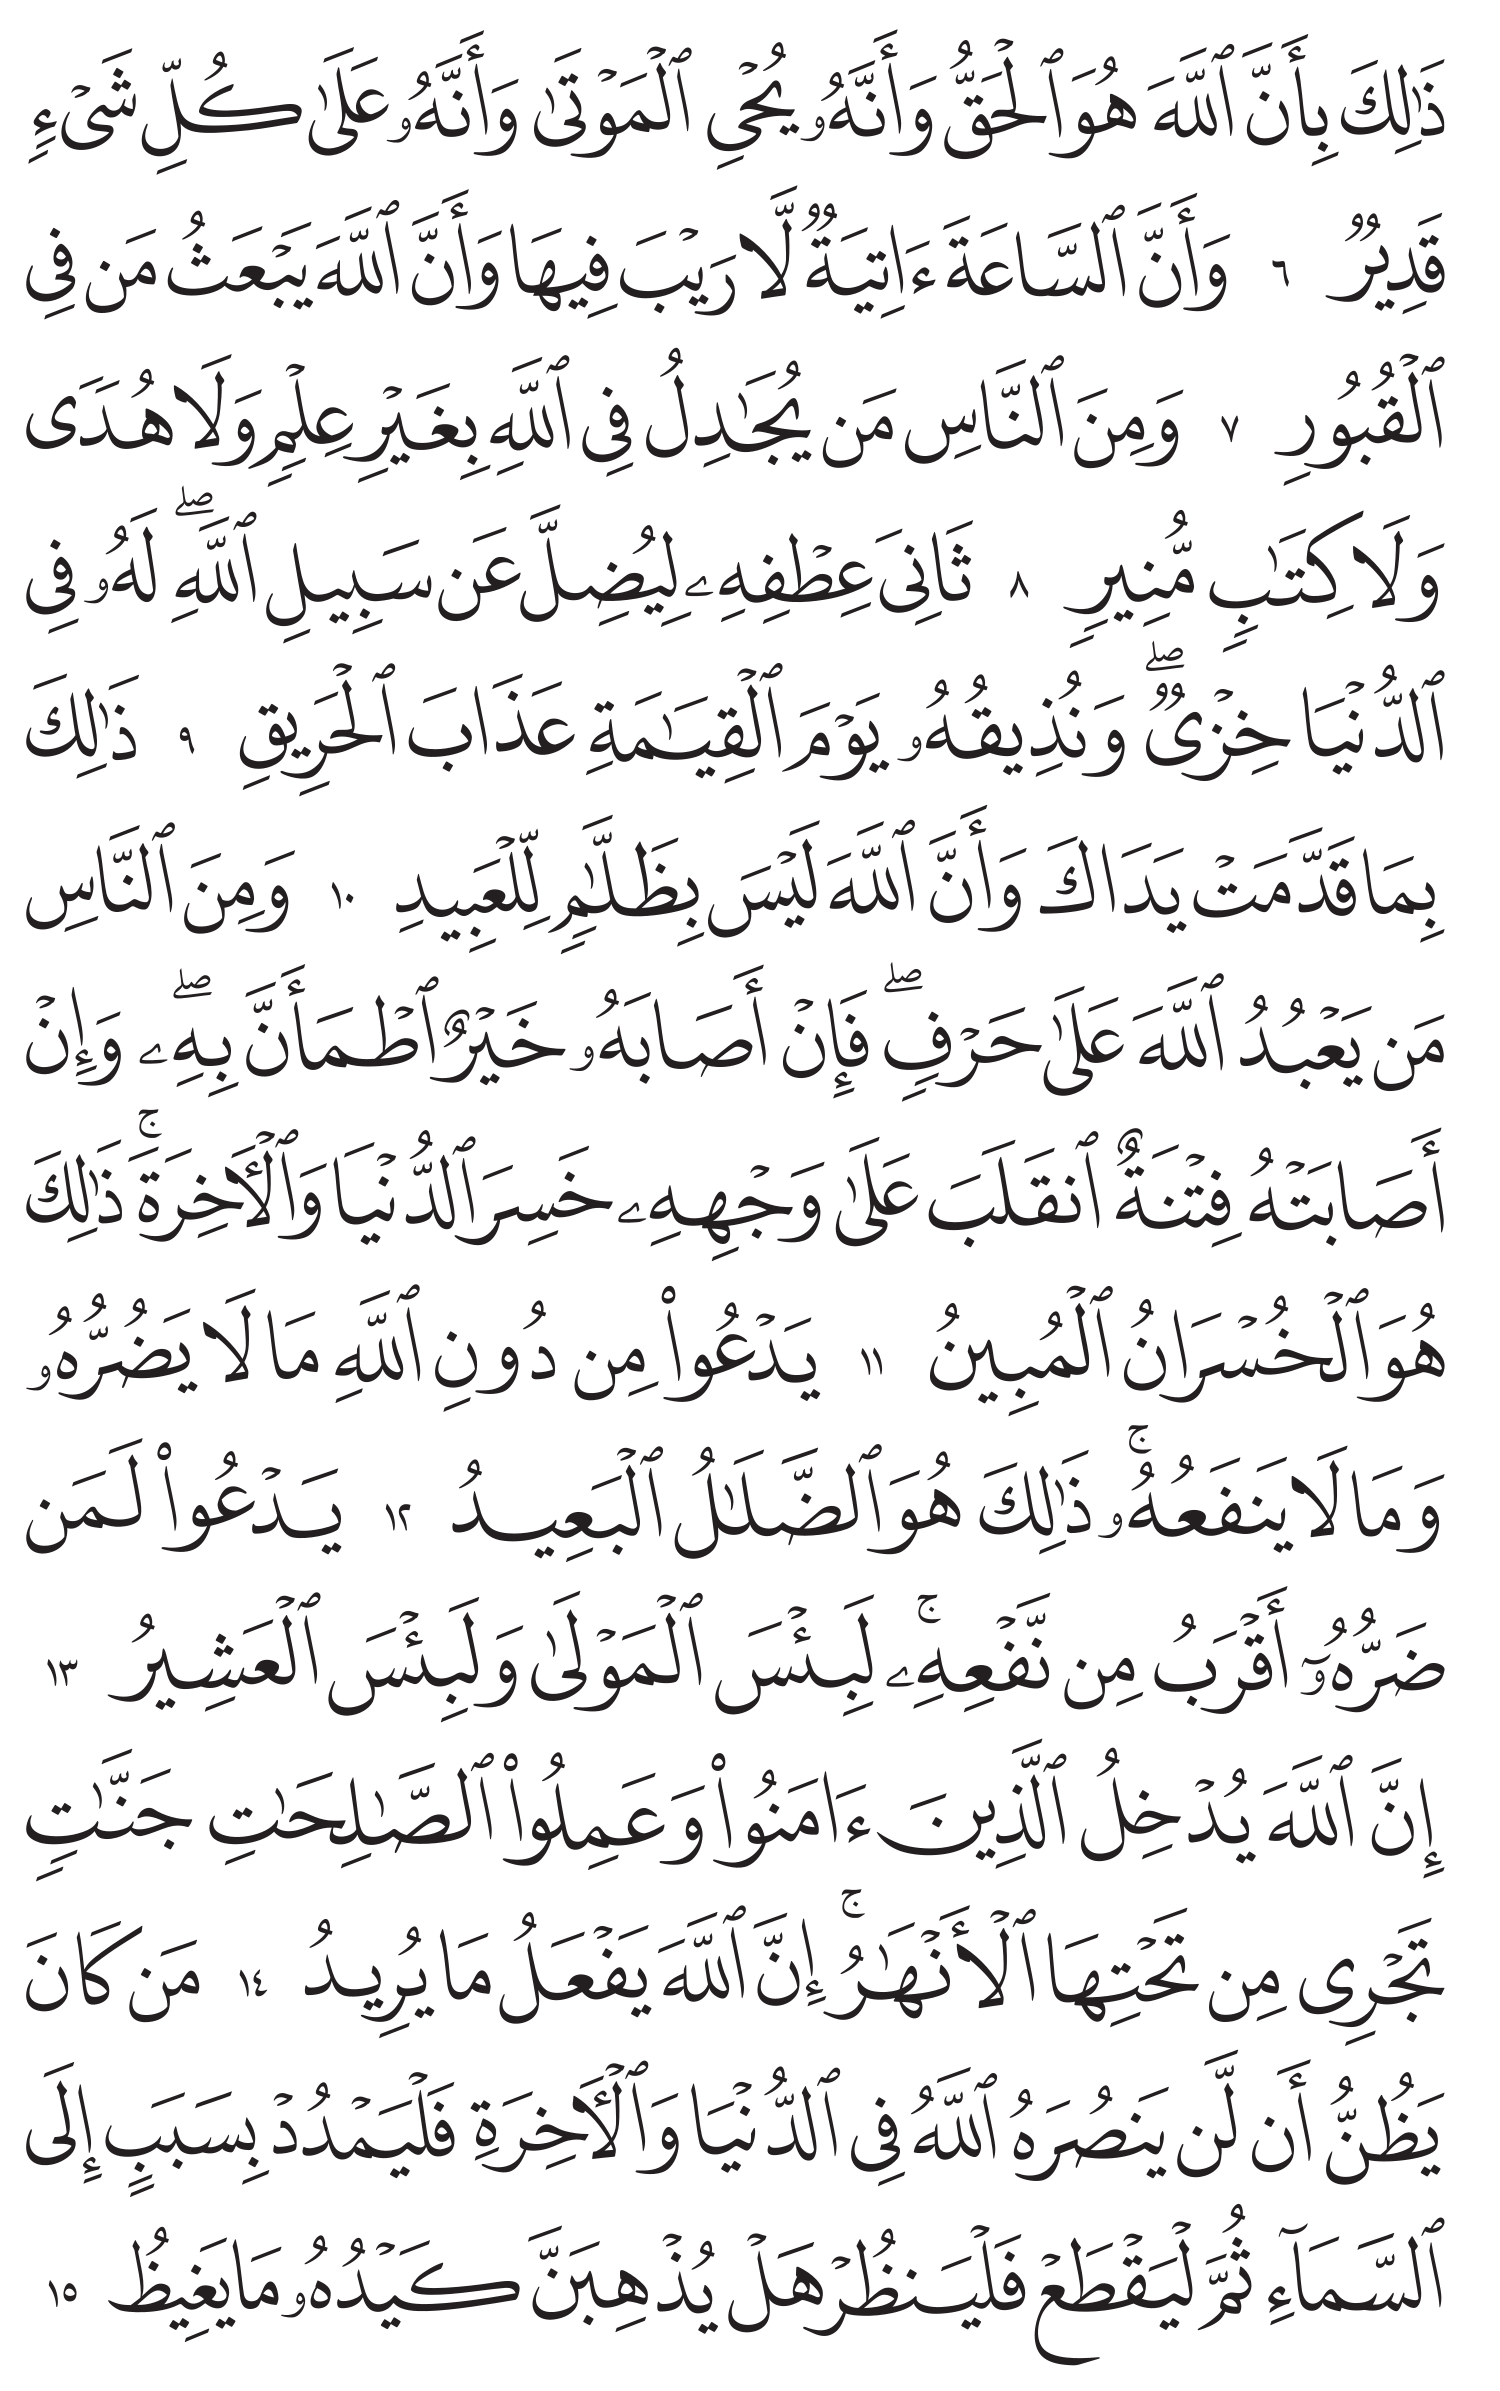 ذَٰلِكَ بِأَنَّ ٱللَّهَ هُوَ ٱلۡحَقُّ وَأَنَّهُۥ يُحۡيِ ٱلۡمَوۡتَىٰ وَأَنَّهُۥ عَلَىٰ كُلِّ شَيۡءٖ
قَدِيرٞ ٦ وَأَنَّ ٱلسَّاعَةَ ءَاتِيَةٞ لَّا رَيۡبَ فِيهَا وَأَنَّ ٱللَّهَ يَبۡعَثُ مَن فِي
ٱلۡقُبُورِ ٧ وَمِنَ ٱلنَّاسِ مَن يُجَٰدِلُ فِي ٱللَّهِ بِغَيۡرِ عِلۡمٖ وَلَا هُدٗى
وَلَا كِتَٰبٖ مُّنِيرٖ ٨ ثَانِيَ عِطۡفِهِۦ لِيُضِلَّ عَن سَبِيلِ ٱللَّهِۖ لَهُۥ فِي
ٱلدُّنۡيَا خِزۡيٞۖ وَنُذِيقُهُۥ يَوۡمَ ٱلۡقِيَٰمَةِ عَذَابَ ٱلۡحَرِيقِ ٩ ذَٰلِكَ
بِمَا قَدَّمَتۡ يَدَاكَ وَأَنَّ ٱللَّهَ لَيۡسَ بِظَلَّٰمٖ لِّلۡعَبِيدِ ١٠ وَمِنَ ٱلنَّاسِ
مَن يَعۡبُدُ ٱللَّهَ عَلَىٰ حَرۡفٖۖ فَإِنۡ أَصَابَهُۥ خَيۡرٌ ٱطۡمَأَنَّ بِهِۦۖ وَإِنۡ
أَصَابَتۡهُ فِتۡنَةٌ ٱنقَلَبَ عَلَىٰ وَجۡهِهِۦ خَسِرَ ٱلدُّنۡيَا وَٱلۡأٓخِرَةَۚ ذَٰلِكَ
هُوَ ٱلۡخُسۡرَانُ ٱلۡمُبِينُ ١١ يَدۡعُواْ مِن دُونِ ٱللَّهِ مَا لَا يَضُرُّهُۥ
وَمَا لَا يَنفَعُهُۥۚ ذَٰلِكَ هُوَ ٱلضَّلَٰلُ ٱلۡبَعِيدُ ١٢ يَدۡعُواْ لَمَن
ضَرُّهُۥٓ أَقۡرَبُ مِن نَّفۡعِهِۦۚ لَبِئۡسَ ٱلۡمَوۡلَىٰ وَلَبِئۡسَ ٱلۡعَشِيرُ ١٣
إِنَّ ٱللَّهَ يُدۡخِلُ ٱلَّذِينَ ءَامَنُواْ وَعَمِلُواْ ٱلصَّٰلِحَٰتِ جَنَّٰتٖ
تَجۡرِي مِن تَحۡتِهَا ٱلۡأَنۡهَٰرُۚ إِنَّ ٱللَّهَ يَفۡعَلُ مَا يُرِيدُ ١٤ مَن كَانَ
يَظُنُّ أَن لَّن يَنصُرَهُ ٱللَّهُ فِي ٱلدُّنۡيَا وَٱلۡأٓخِرَةِ فَلۡيَمۡدُدۡ بِسَبَبٍ إِلَى
ٱلسَّمَآءِ ثُمَّ لۡيَقۡطَعۡ فَلۡيَنظُرۡ هَلۡ يُذۡهِبَنَّ كَيۡدُهُۥ مَا يَغِيظُ ١٥